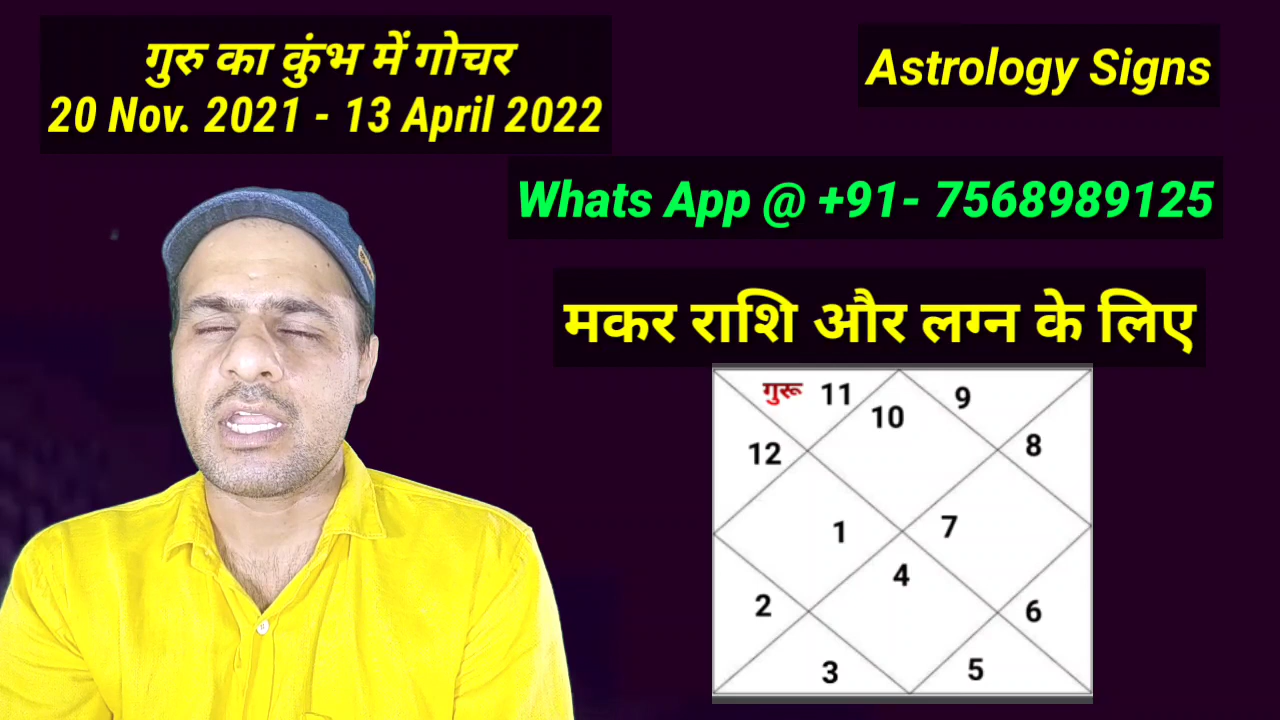 गुरु का कुंभ में गोचर
20 Nov. 2021 - 13 April 2022
Astrology Signs
Whats App @ +91- 7568989125
मकर राशि और लग्न के लिए
गुरू 11
10
9
12
8
1
7
4
2
6
3
5